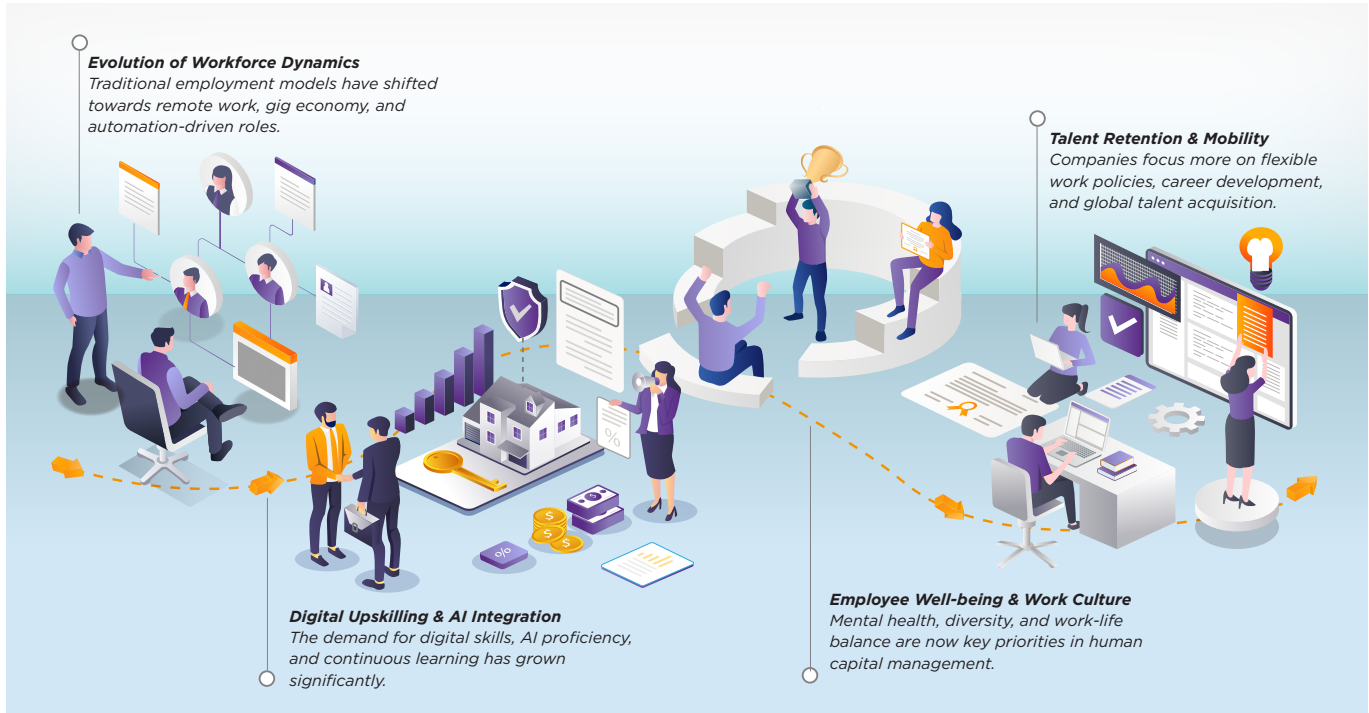 Evolution of Workforce Dynamics
Traditional employment models have shifted
towards remote work, gig economy, and
automation-driven roles.
Talent Retention & Mobility
Companies focus more on flexible
work policies, career development,
and global talent acquisition.
%
$
$
$
$
%
Digital Upskilling & AI Integration
The demand for digital skills, AI proficiency,
and continuous learning has grown
significantly.
Employee Well-being & Work Culture
Mental health, diversity, and work-life
balance are now key priorities in human
capital management.